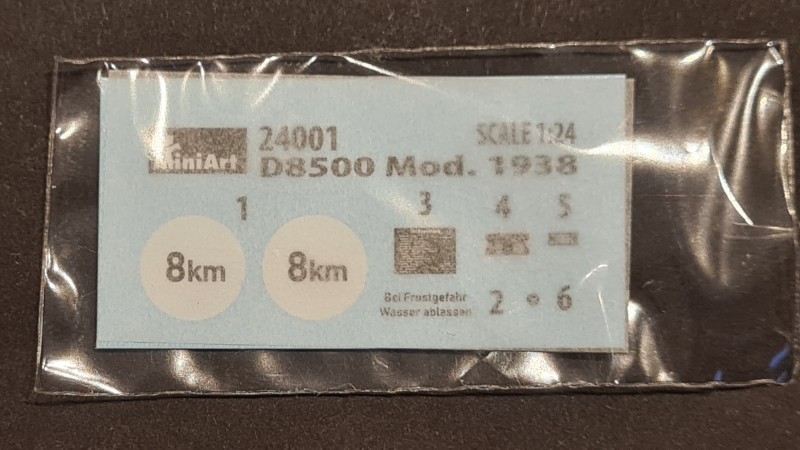 MiniArt 24001 SCALE 1:24
D8500 Mod. 1938
1 3 4 5
8km 8km
Bei Frustgefahr
Wasser ablassen
2 6